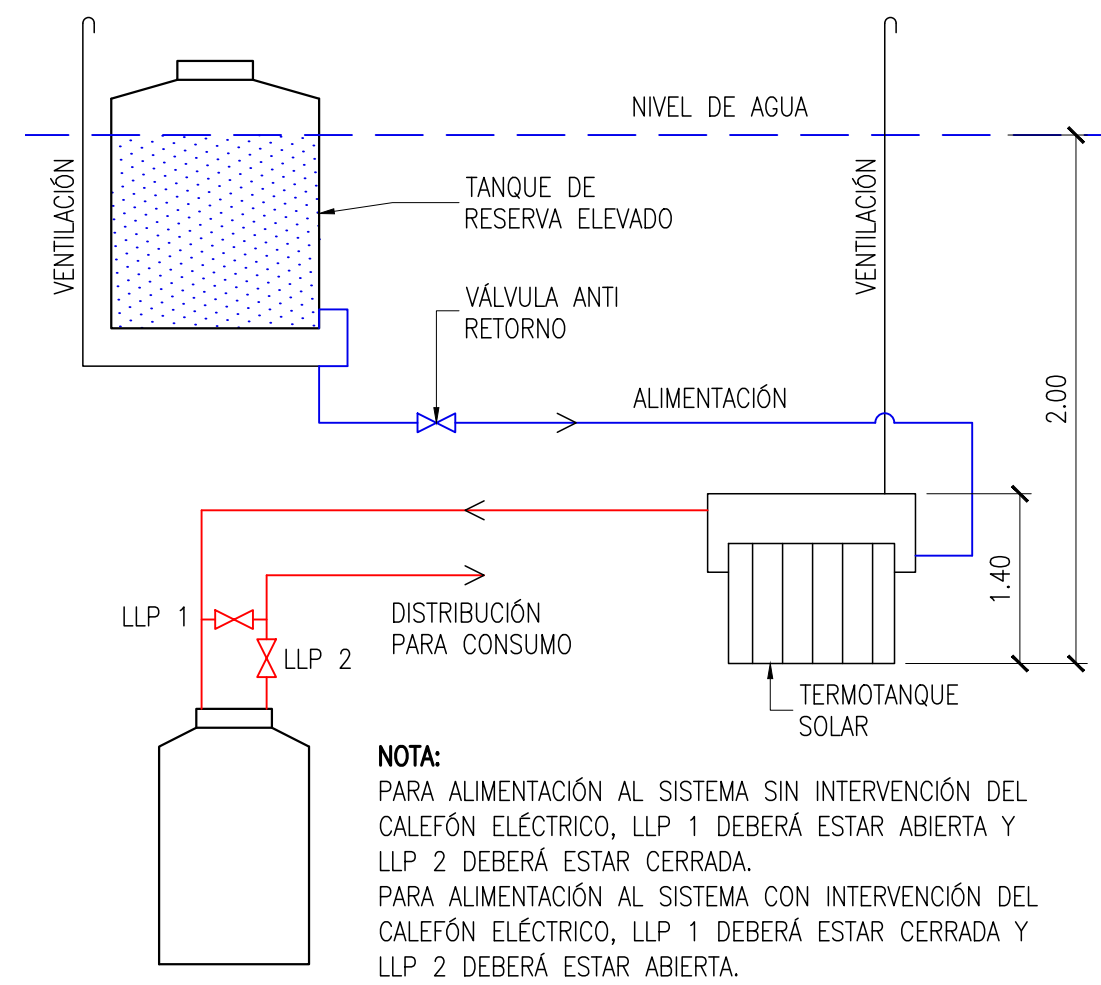 NIVEL DE AGUA
VENTILACIÓN
TANQUE DE
RESERVA ELEVADO
VENTILACIÓN
VÁLVULA ANTI
RETORNO
ALIMENTACIÓN
2.00
1.40
LLP 1
DISTRIBUCIÓN
PARA CONSUMO
LLP 2
TERMOTANQUE
SOLAR
NOTA:
PARA ALIMENTACIÓN AL SISTEMA SIN INTERVENCIÓN DEL
CALEFÓN ELÉCTRICO, LLP 1 DEBERÁ ESTAR ABIERTA Y
LLP 2 DEBERÁ ESTAR CERRADA.
PARA ALIMENTACIÓN AL SISTEMA CON INTERVENCIÓN DEL
CALEFÓN ELÉCTRICO, LLP 1 DEBERÁ ESTAR CERRADA Y
LLP 2 DEBERÁ ESTAR ABIERTA.